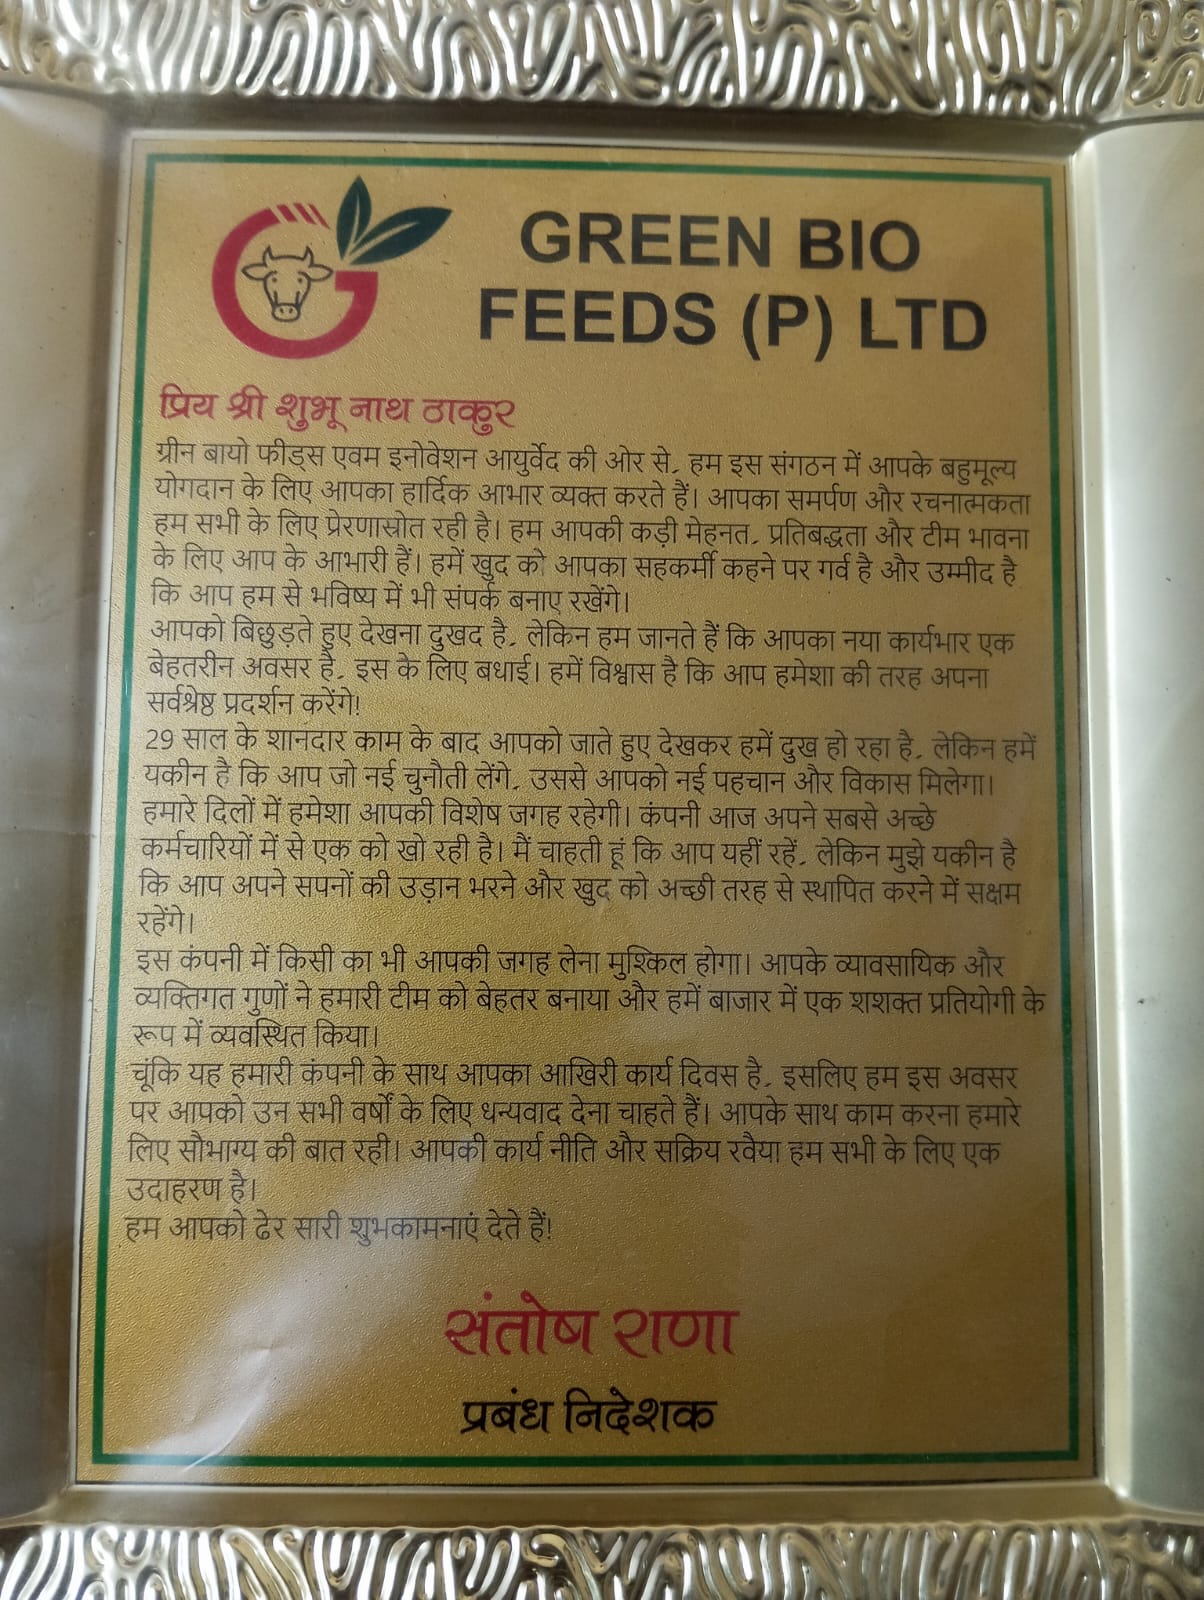 GREEN BIO
FEEDS (P) LTD
प्रिय श्री शुभू नाथ ठाकुर
ग्रीन बायो फीड्स एवम इनोवेशन आयुर्वेद की ओर से, हम इस संगठन में आपके बहुमूल्य
योगदान के लिए आपका हार्दिक आभार व्यक्त करते हैं। आपका समर्पण और रचनात्मकता
हम सभी के लिए प्रेरणास्रोत रही है। हम आपकी कड़ी मेहनत, प्रतिबद्धता और टीम भावना
के लिए आप के आभारी हैं। हमें खुद को आपका सहकर्मी कहने पर गर्व है और उम्मीद है
कि आप हम से भविष्य में भी संपर्क बनाए रखेंगे।
आपको बिछुड़ते हुए देखना दुखद है, लेकिन हम जानते हैं कि आपका नया कार्यभार एक
बेहतरीन अवसर है, इस के लिए बधाई। हमें विश्वास है कि आप हमेशा की तरह अपना
सर्वश्रेष्ठ प्रदर्शन करेंगे!
29 साल के शानदार काम के बाद आपको जाते हुए देखकर हमें दुख हो रहा है, लेकिन हमें
यकीन है कि आप जो नई चुनौती लेंगे, उससे आपको नई पहचान और विकास मिलेगा।
हमारे दिलों में हमेशा आपकी विशेष जगह रहेगी। कंपनी आज अपने सबसे अच्छे
कर्मचारियों में से एक को खो रही है। मैं चाहती हूं कि आप यहीं रहें, लेकिन मुझे यकीन है
कि आप अपने सपनों की उड़ान भरने और खुद को अच्छी तरह से स्थापित करने में सक्षम
रहेंगे।
इस कंपनी में किसी का भी आपकी जगह लेना मुश्किल होगा। आपके व्यावसायिक और
व्यक्तिगत गुणों ने हमारी टीम को बेहतर बनाया और हमें बाजार में एक शशक्त प्रतियोगी के
रूप में व्यवस्थित किया।
चूंकि यह हमारी कंपनी के साथ आपका आखिरी कार्य दिवस है, इसलिए हम इस अवसर
पर आपको उन सभी वर्षों के लिए धन्यवाद देना चाहते हैं। आपके साथ काम करना हमारे
लिए सौभाग्य की बात रही। आपकी कार्य नीति और सक्रिय रवैया हम सभी के लिए एक
उदाहरण है।
हम आपको ढेर सारी शुभकामनाएं देते हैं!
संतोष राणा
प्रबंध निदेशक